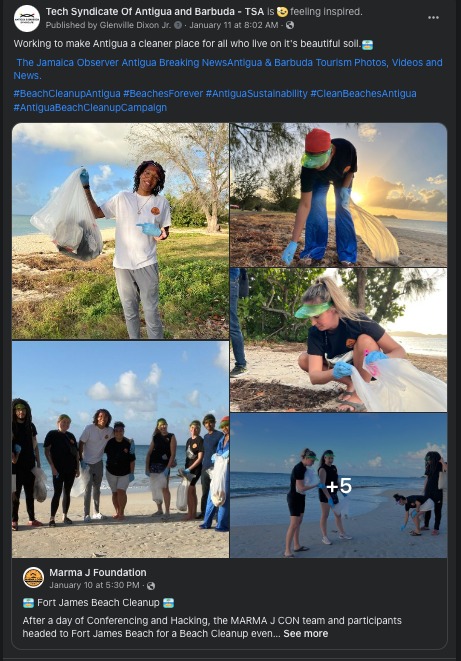 Tech Syndicate Of Antigua and Barbuda - TSA is feeling inspired.
Published by Glenville Dixon Jr. · January 11 at 8:02 AM ·
Working to make Antigua a cleaner place for all who live on it's beautiful soil.
The Jamaica Observer Antigua Breaking NewsAntigua & Barbuda Tourism Photos, Videos and
News.
#BeachCleanupAntigua #BeachesForever #AntiguaSustainability #CleanBeachesAntigua
#AntiguaBeachCleanupCampaign
+5
Marma J Foundation
January 10 at 5:30 PM ·
Fort James Beach Cleanup
After a day of Conferencing and Hacking, the MARMA J CON team and participants
headed to Fort James Beach for a Beach Cleanup even... See more